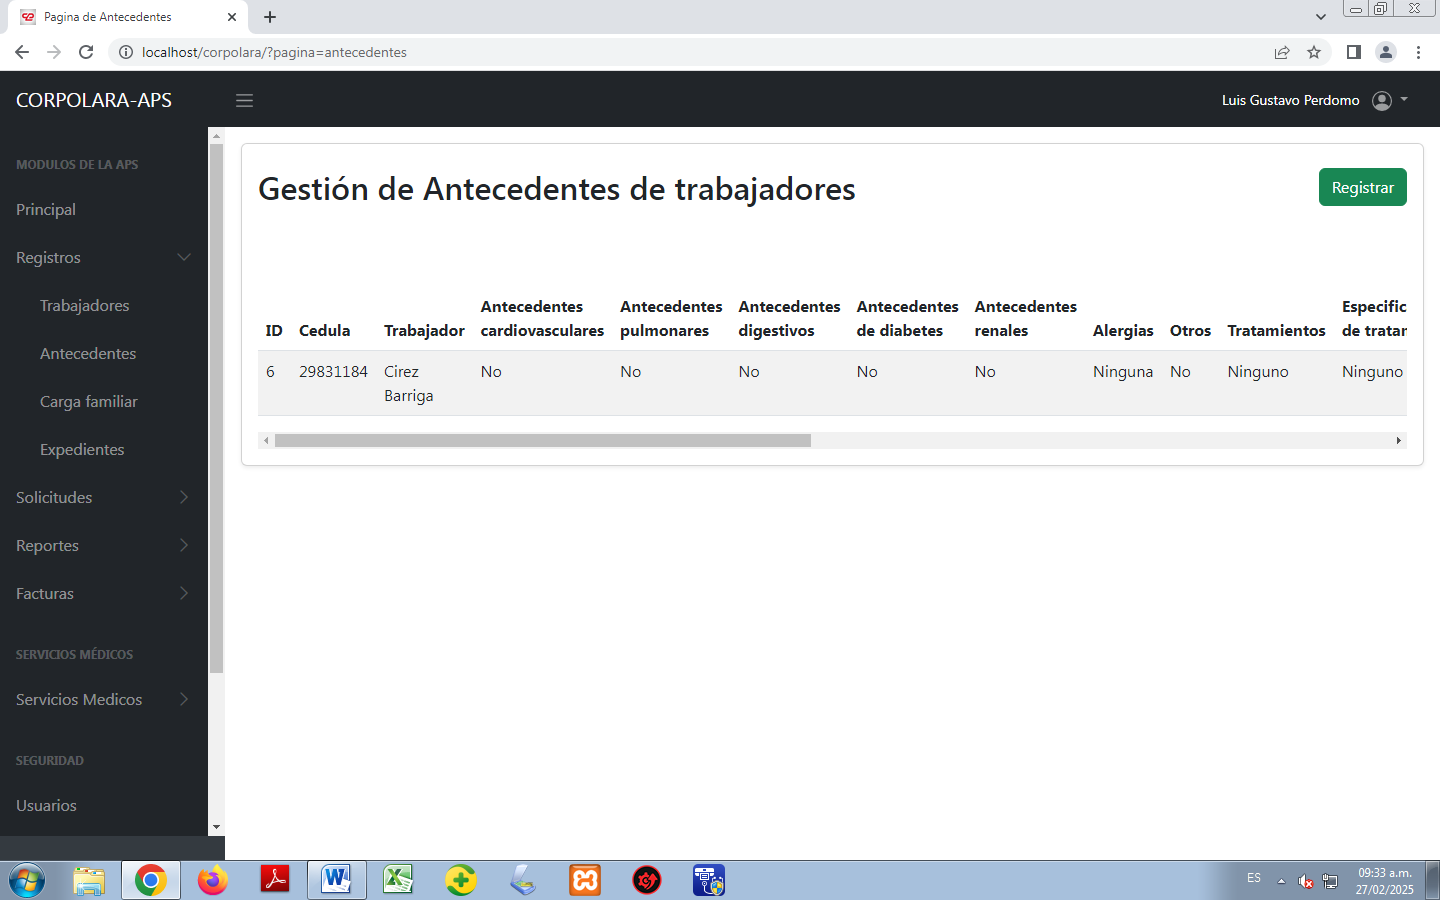 Pagina de Antecedentes
localhost/corpolara/?pagina=antecedentes
CORPOLARA-APS
Luis Gustavo Perdomo
MODULOS DE LA APS
Principal
Registros
Trabajadores
Antecedentes
Carga familiar
Expedientes
Solicitudes
Reportes
Facturas
SERVICIOS MÉDICOS
Servicios Medicos
SEGURIDAD
Usuarios
Gestión de Antecedentes de trabajadores
Registrar
ID Cedula Trabajador Antecedentes cardiovasculares Antecedentes pulmonares Antecedentes digestivos Antecedentes de diabetes Antecedentes renales Alergias Otros Tratamientos Especific de tratar
6 29831184 Cirez Barriga No No No No No Ninguna No Ninguno Ninguno
ES
09:33 a.m.
27/02/2025